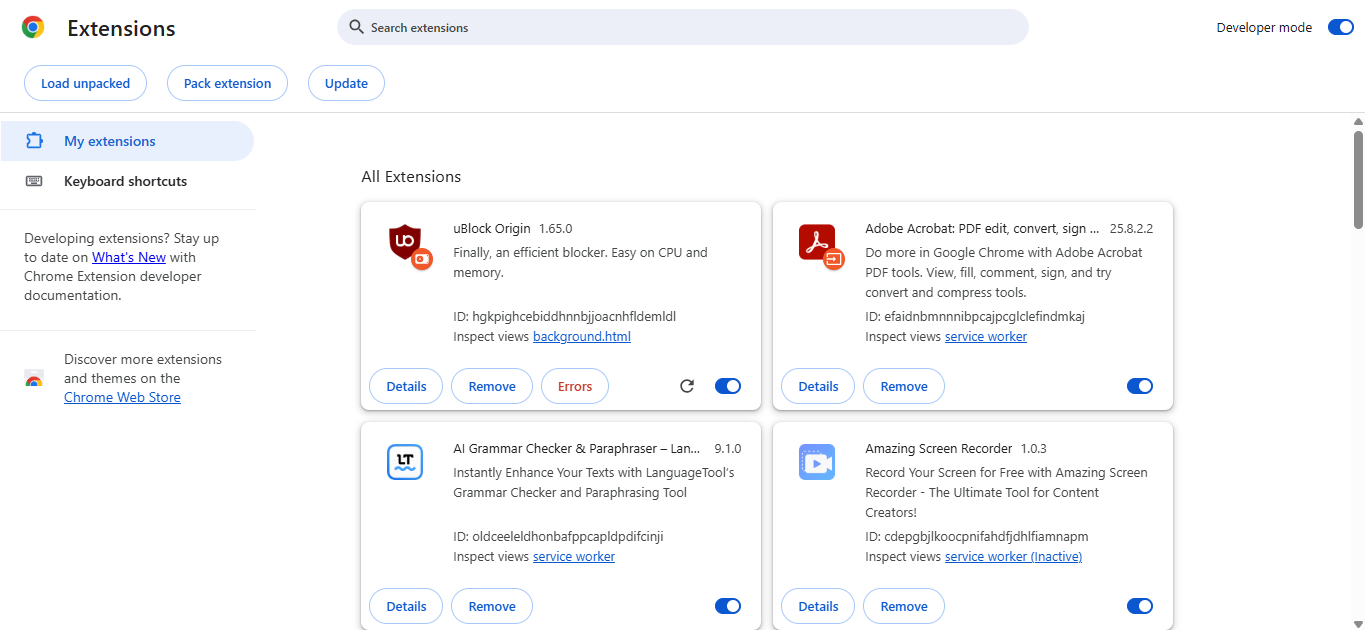 Extensions
Search extensions
Developer mode
Load unpacked
Pack extension
Update
My extensions
Keyboard shortcuts
Developing extensions? Stay up
to date on What's New with
Chrome Extension developer
documentation.
Discover more extensions
and themes on the
Chrome Web Store
All Extensions
uBlock Origin 1.65.0
Finally, an efficient blocker. Easy on CPU and
memory.
ID: hgkpighcebiddhnnbjjoacnhfldemldl
Inspect views background.html
Details
Remove
Errors
Adobe Acrobat: PDF edit, convert, sign ... 25.8.2.2
Do more in Google Chrome with Adobe Acrobat
PDF tools. View, fill, comment, sign, and try
convert and compress tools.
ID: efaidnbmnnnibpcajpcglclefindmkaj
Inspect views service worker
Details
Remove
LT
AI Grammar Checker & Paraphraser – Lan... 9.1.0
Instantly Enhance Your Texts with LanguageTool’s
Grammar Checker and Paraphrasing Tool
ID: oldceeleldhonbafppcapldpdifcinji
Inspect views service worker
Details
Remove
Amazing Screen Recorder 1.0.3
Record Your Screen for Free with Amazing Screen
Recorder - The Ultimate Tool for Content
Creators!
ID: cdepgbjlkoocpnifahdfjdhlfiamnapm
Inspect views service worker (Inactive)
Details
Remove